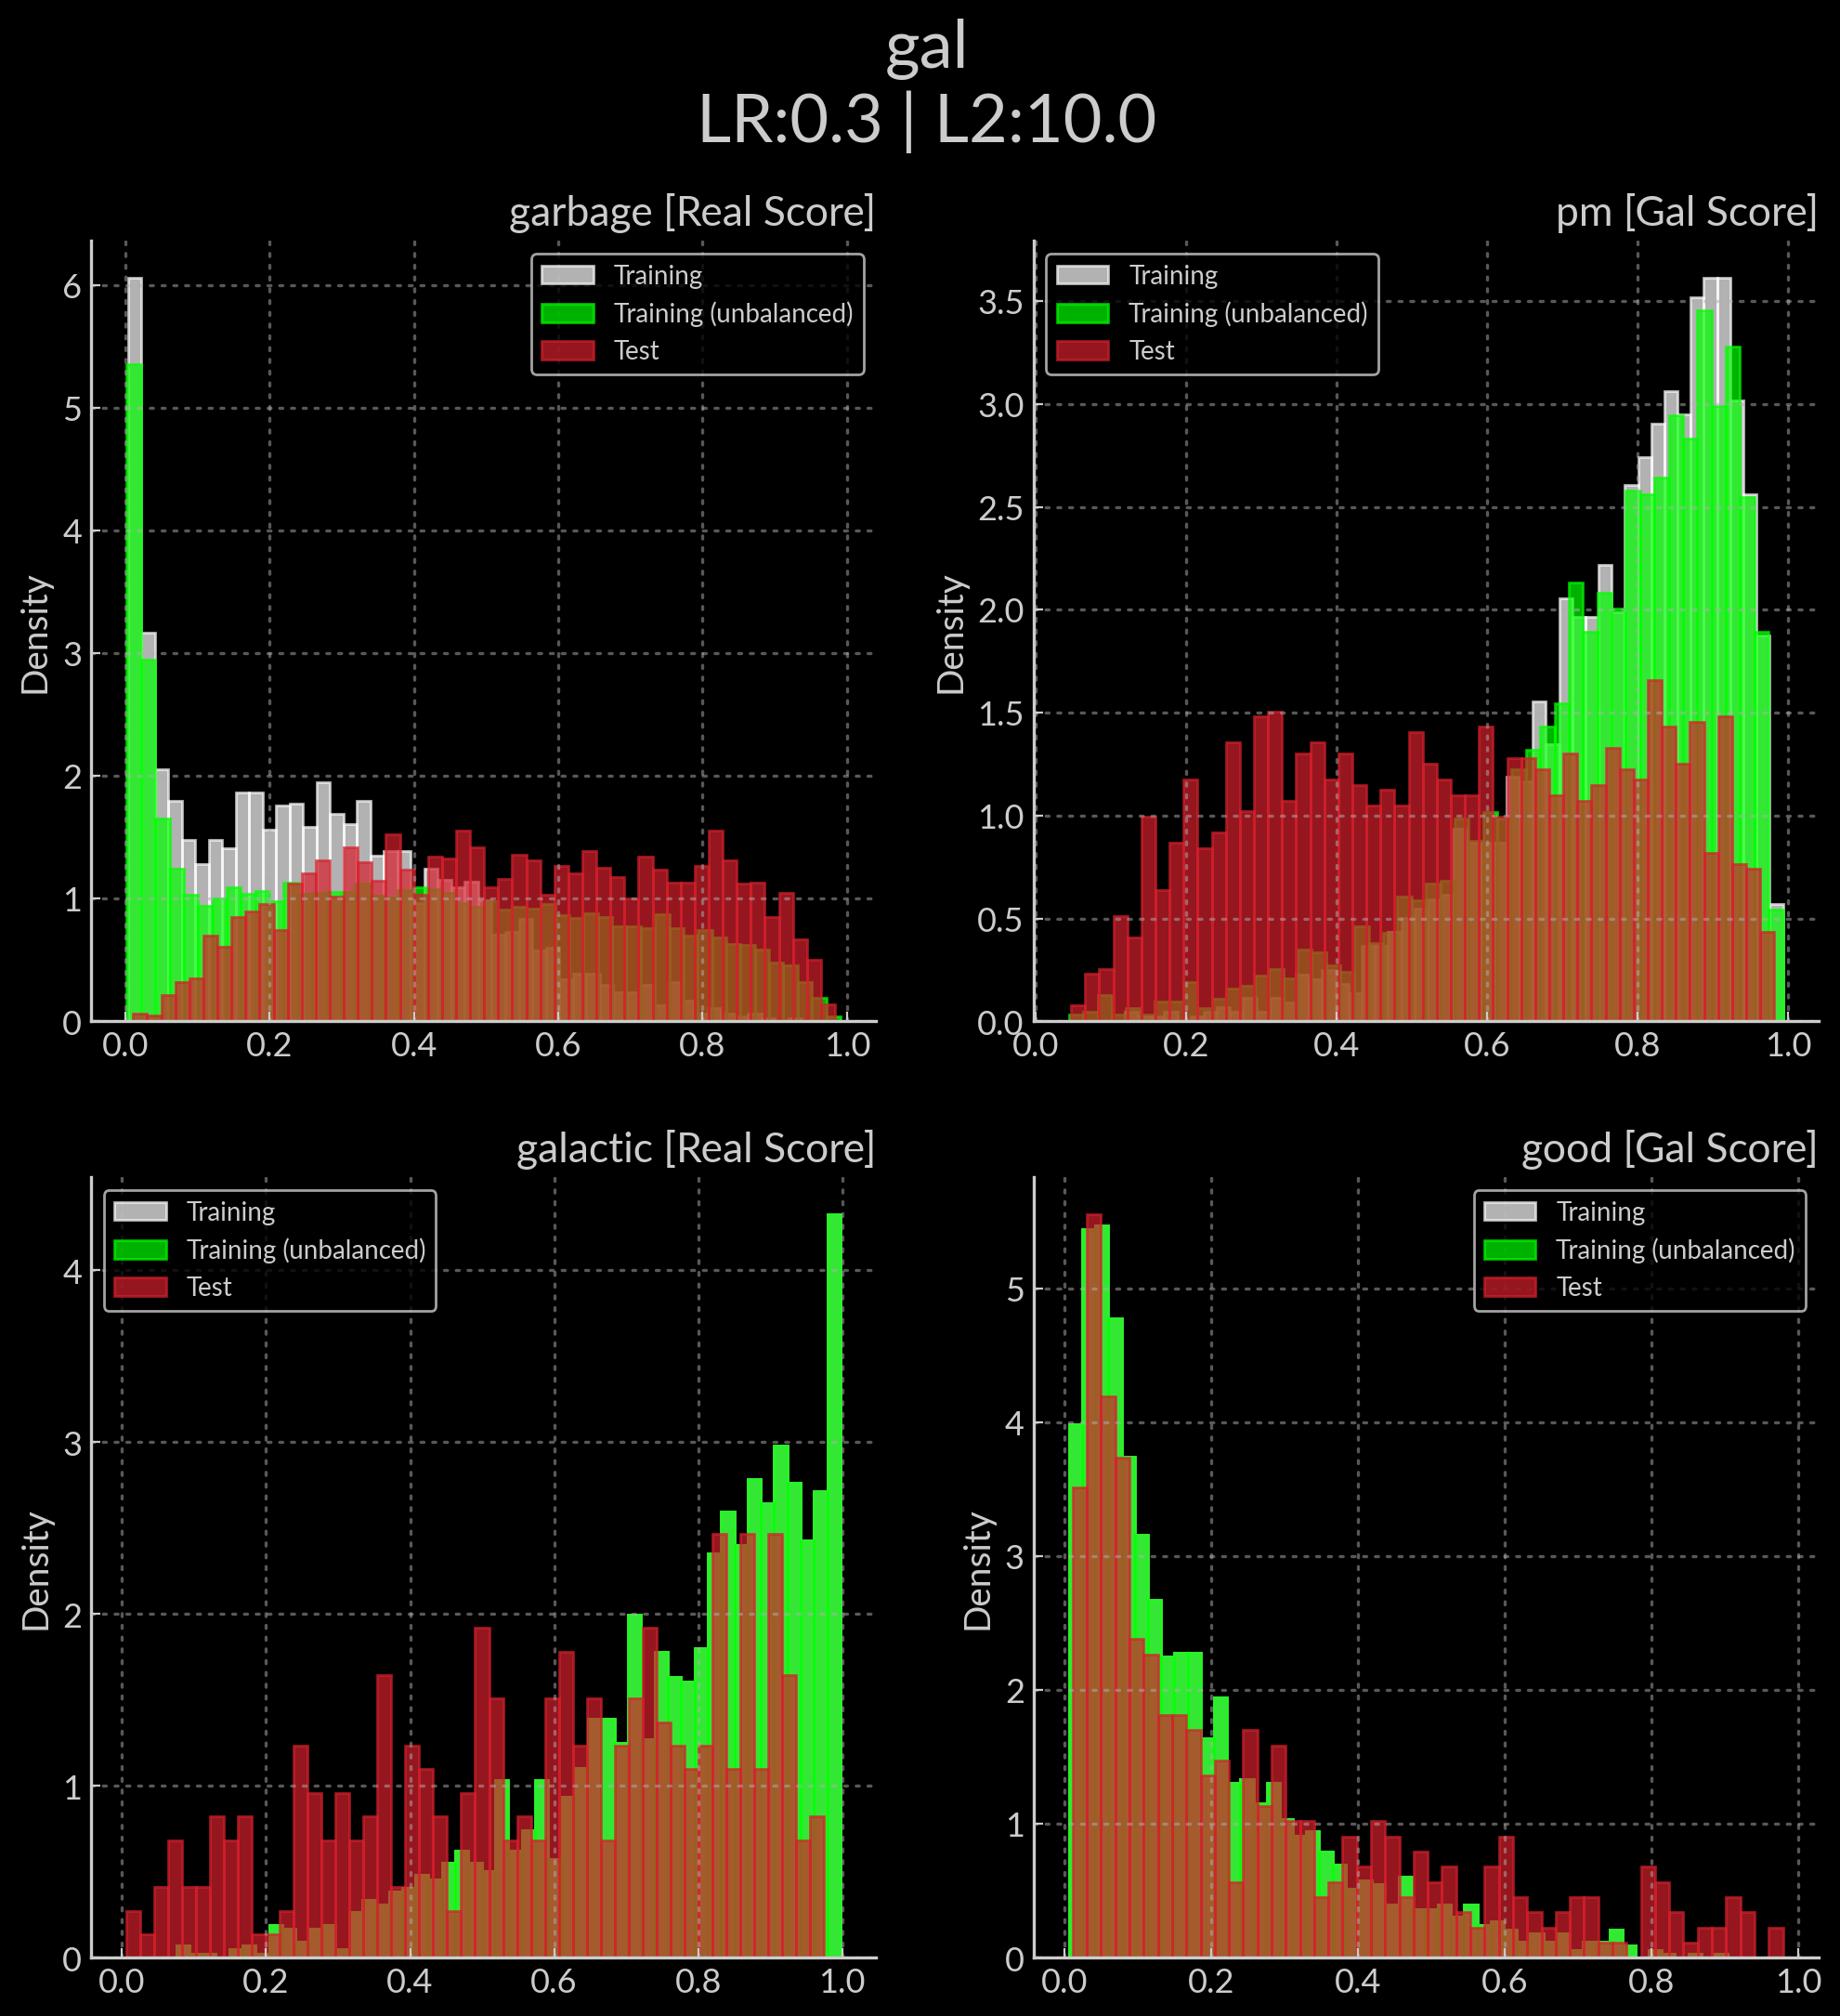 gal
LR:0.3 | L2:10.0
garbage [Real Score]
Training
Training (unbalanced)
Test
Density
6
5
4
3
2
1
0
0.0 0.2 0.4 0.6 0.8 1.0
pm [Gal Score]
Training
Training (unbalanced)
Test
Density
3.5
3.0
2.5
2.0
1.5
1.0
0.5
0.0
0.0 0.2 0.4 0.6 0.8 1.0
galactic [Real Score]
Training
Training (unbalanced)
Test
Density
4
3
2
1
0
0.0 0.2 0.4 0.6 0.8 1.0
good [Gal Score]
Training
Training (unbalanced)
Test
Density
5
4
3
2
1
0
0.0 0.2 0.4 0.6 0.8 1.0